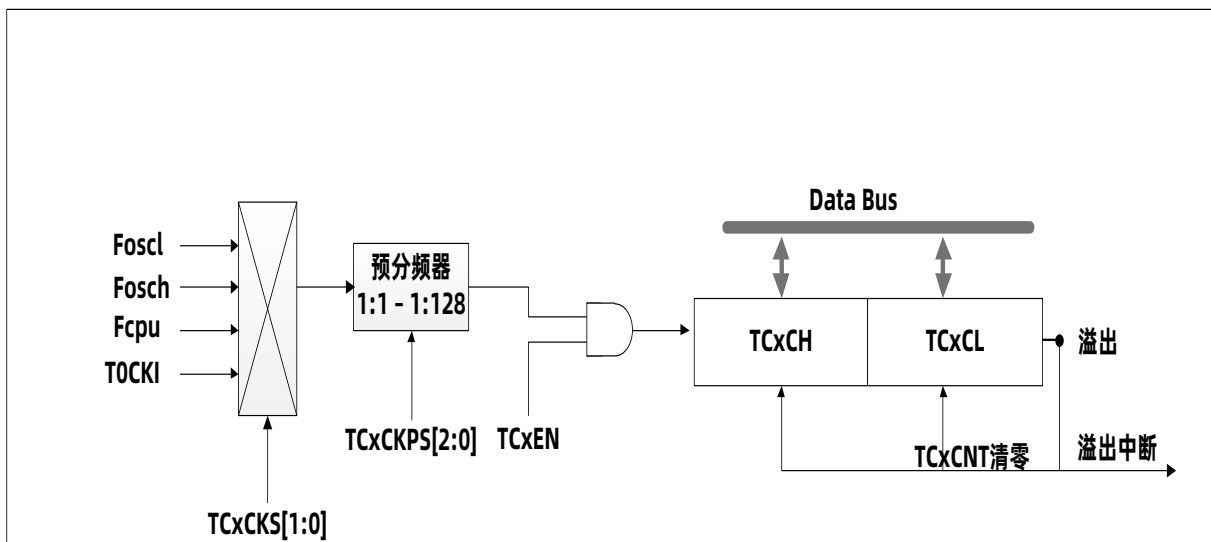 Data Bus
Foscl
Fosch
Fcpu
T0CKI
预分频器
1:1 - 1:128
TCxCH
TCxCL
溢出
TCxCKPS[2:0]
TCxEN
TCxCNT清零
溢出中断
TCxCKS[1:0]